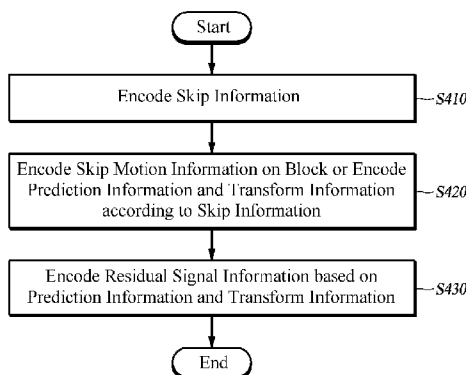 Start
Encode Skip Information
S410
Encode Skip Motion Information on Block or Encode
Prediction Information and Transform Information
according to Skip Information
S420
Encode Residual Signal Information based on
Prediction Information and Transform Information
S430
End